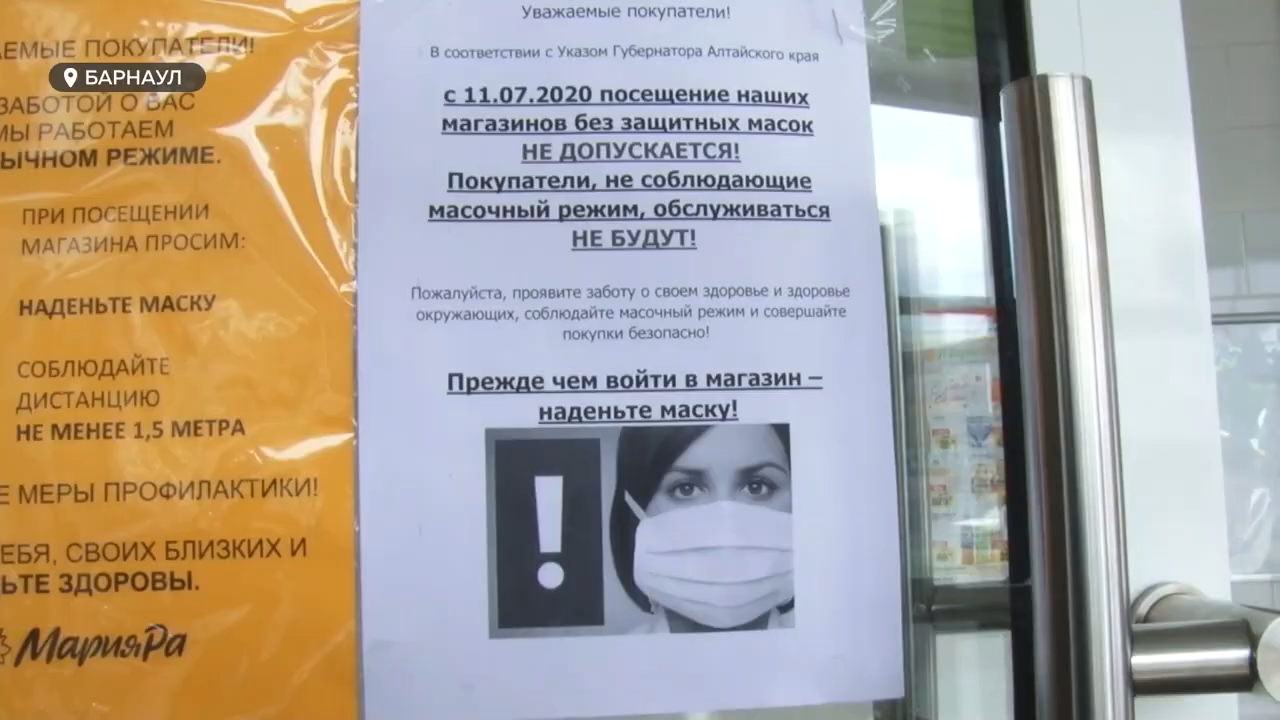 АЕМЫЕ ПОКУПАТЕЛИ!
БАРНАУЛ
ЗАБОТОЙ О ВАС
МЫ РАБОТАЕМ
ЫЧНОМ РЕЖИМЕ.
ПРИ ПОСЕЩЕНИИ
МАГАЗИНА ПРОСИМ:
НАДЕНЬТЕ МАСКУ
СОБЛЮДАЙТЕ
ДИСТАНЦИЮ
НЕ МЕНЕЕ 1,5 МЕТРА
Е МЕРЫ ПРОФИЛАКТИКИ!
ЕБЯ, СВОИХ БЛИЗКИХ И
ЬТЕ ЗДОРОВЫ.
МарияРа
Уважаемые покупатели!
В соответствии с Указом Губернатора Алтайского края
с 11.07.2020 посещение наших
магазинов без защитных масок
НЕ ДОПУСКАЕТСЯ!
Покупатели, не соблюдающие
масочный режим, обслуживаться
НЕ БУДУТ!
Пожалуйста, проявите заботу о своем здоровье и здоровье
окружающих, соблюдайте масочный режим и совершайте
покупки безопасно!
Прежде чем войти в магазин –
наденьте маску!
!